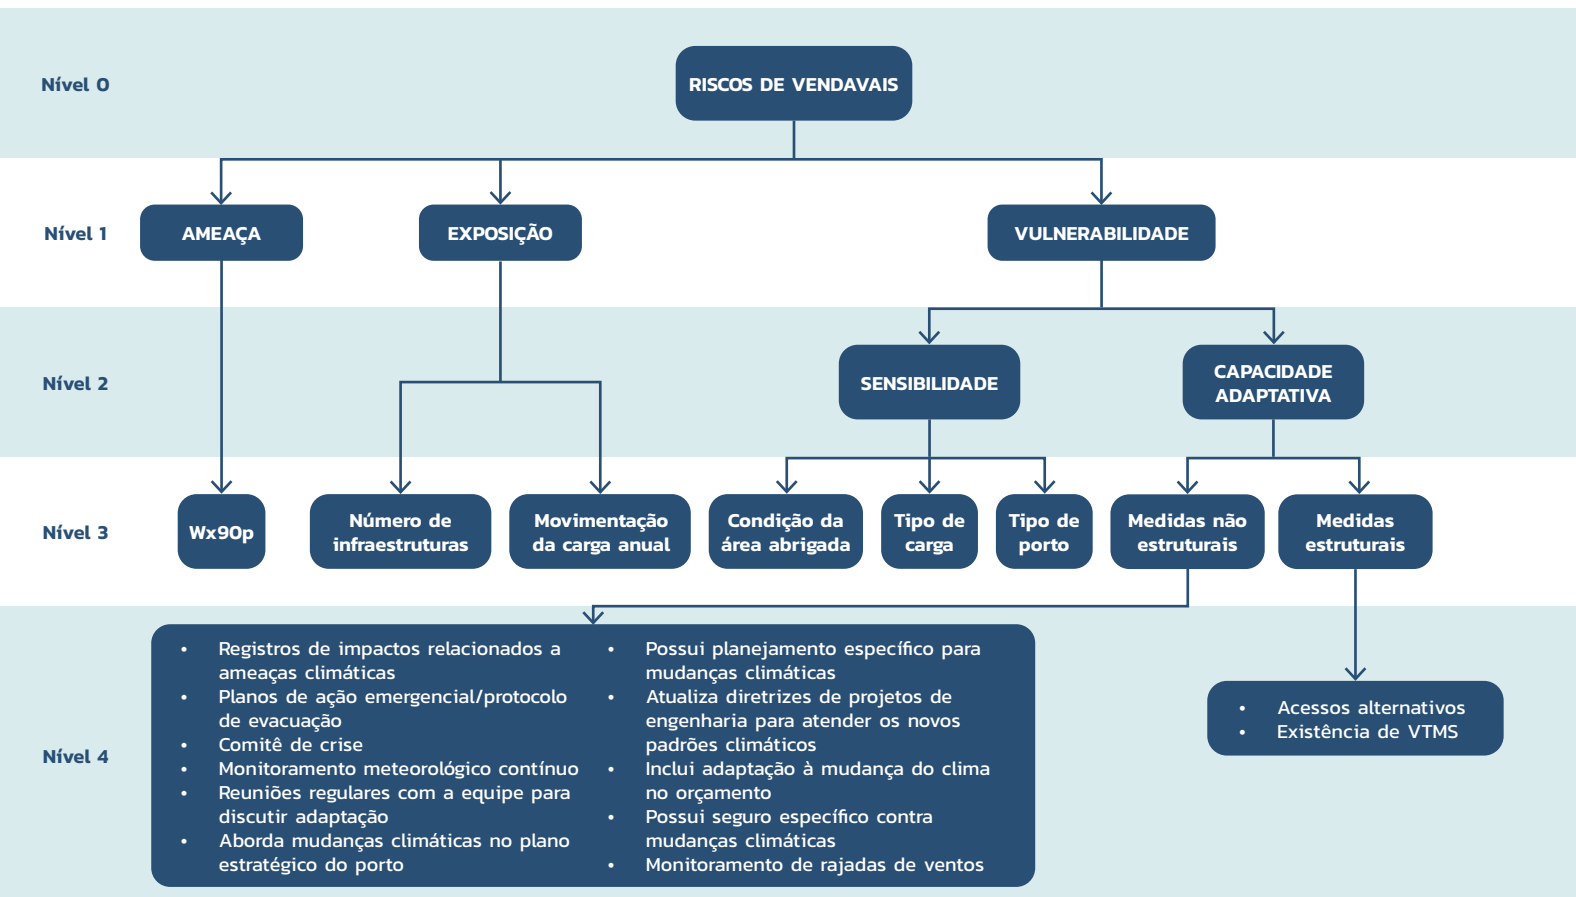 Nível 0
RISCOS DE VENDAVAIS
Nível 1
AMEAÇA
EXPOSIÇÃO
VULNERABILIDADE
Nível 2
SENSIBILIDADE
CAPACIDADE
ADAPTATIVA
Nível 3
Wx90p
Número de
infraestruturas
Movimentação
da carga anual
Condição da
área abrigada
Tipo de
carga
Tipo de
porto
Medidas não
estruturais
Medidas
estruturais
Nível 4
• Registros de impactos relacionados a
ameaças climáticas
• Planos de ação emergencial/protocolo
de evacuação
• Comitê de crise
• Monitoramento meteorológico contínuo
• Reuniões regulares com a equipe para
discutir adaptação
• Aborda mudanças climáticas no plano
estratégico do porto
• Possui planejamento específico para
mudanças climáticas
• Atualiza diretrizes de projetos de
engenharia para atender os novos
padrões climáticos
• Inclui adaptação à mudança do clima
no orçamento
• Possui seguro específico contra
mudanças climáticas
• Monitoramento de rajadas de ventos
• Acessos alternativos
• Existência de VTMS